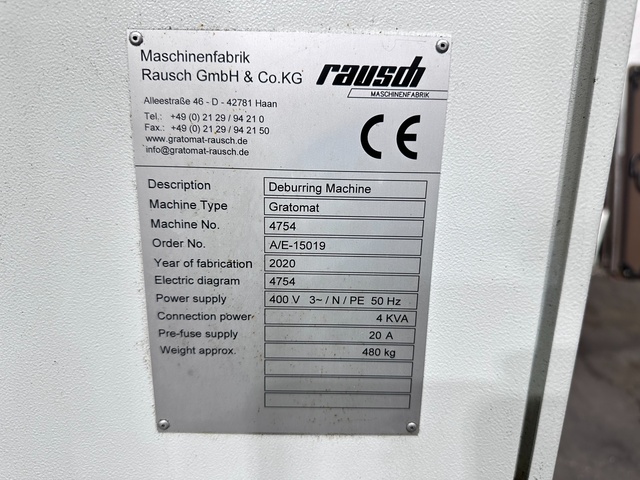 Maschinenfabrik
Rausch GmbH & Co.KG
rausch
MASCHINENFABRIK
Alleestraße 46 - D - 42781 Haan
Tel.: +49 (0) 21 29 / 94 21 0
Fax.: +49 (0) 21 29 / 94 21 50
www.gratomat-rausch.de
info@gratomat-rausch.de
CE
Description Deburring Machine
Machine Type Gratomat
Machine No. 4754
Order No. A/E-15019
Year of fabrication 2020
Electric diagram 4754
Power supply 400 V 3~ / N / PE 50 Hz
Connection power 4 KVA
Pre-fuse supply 20 A
Weight approx. 480 kg